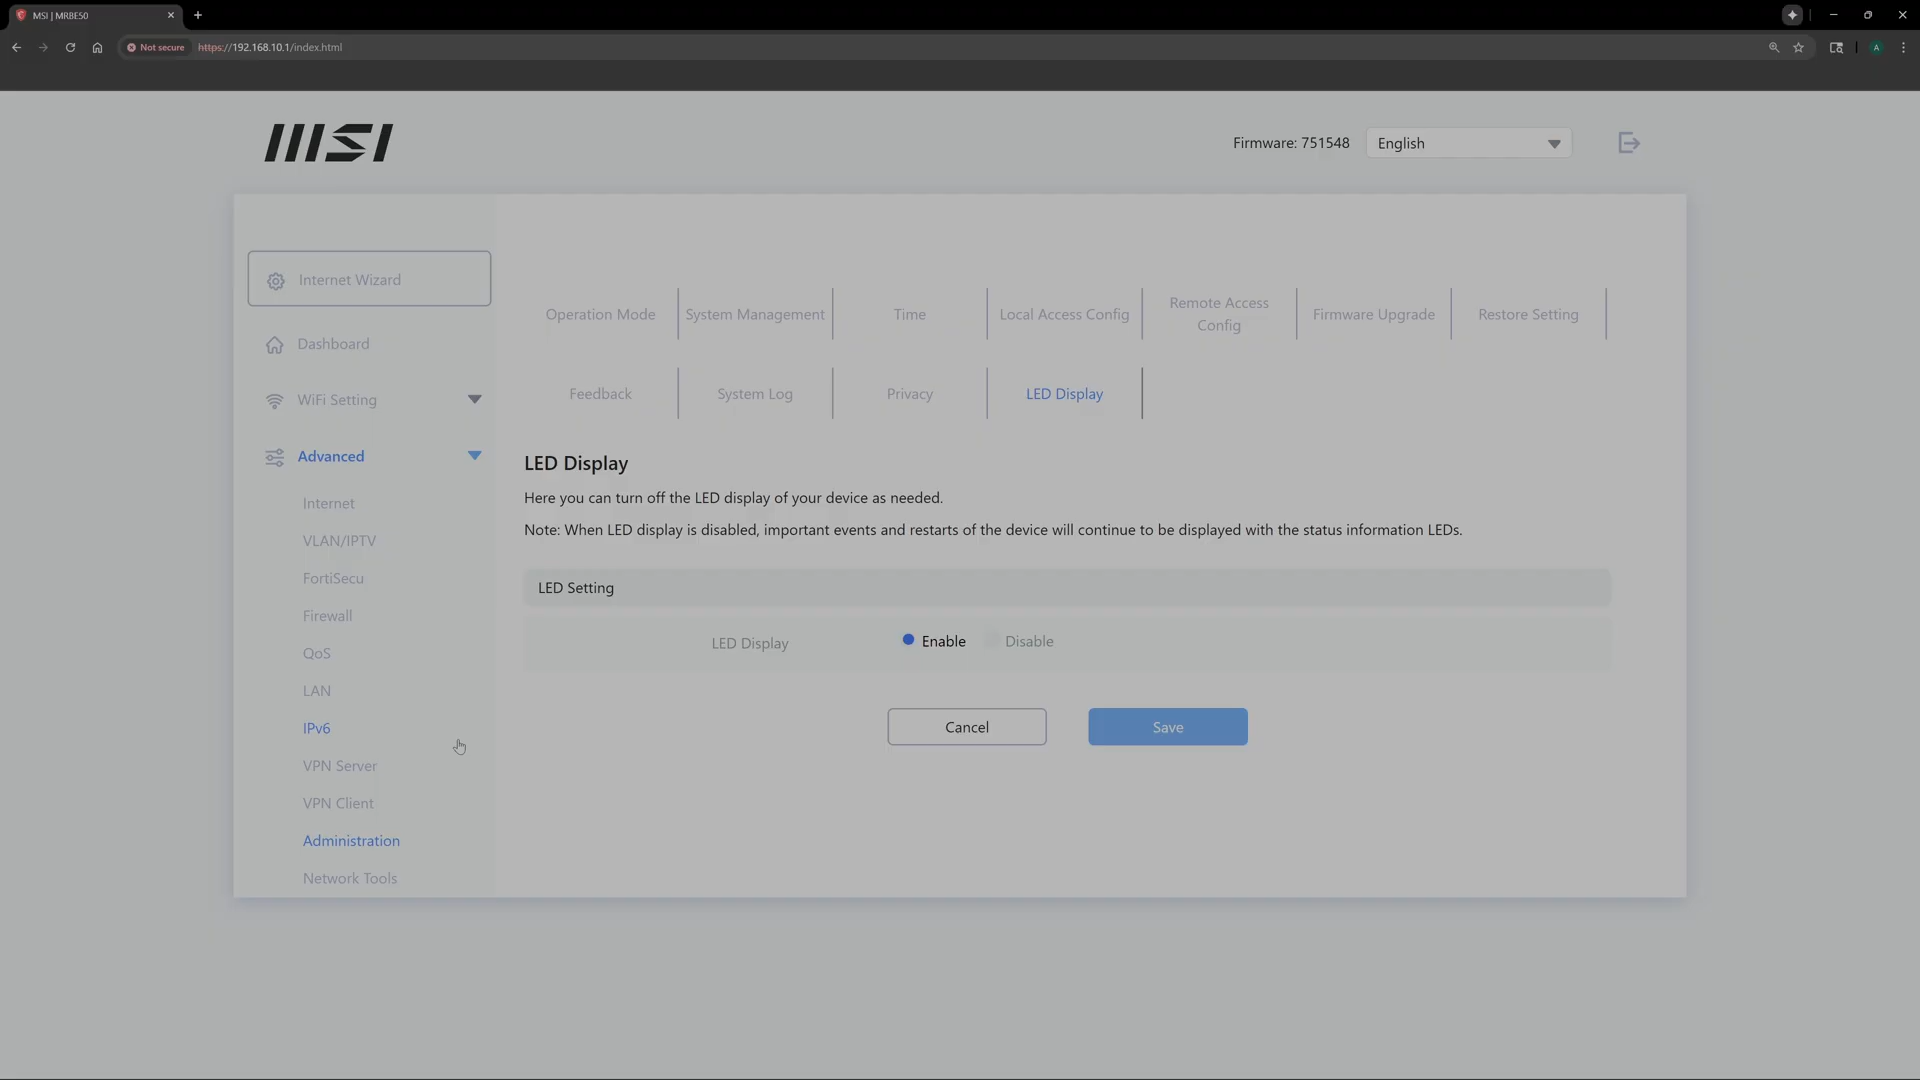 MSI | MRBE50
Not secure
https://192.168.10.1/index.html
A
msi
Firmware: 751548
English
Internet Wizard
Dashboard
WiFi Setting
Advanced
Internet
VLAN/IPTV
FortiSecu
Firewall
QoS
LAN
IPv6
VPN Server
VPN Client
Administration
Network Tools
Operation Mode
System Management
Time
Local Access Config
Remote Access
Config
Firmware Upgrade
Restore Setting
Feedback
System Log
Privacy
LED Display
LED Display
Here you can turn off the LED display of your device as needed.
Note: When LED display is disabled, important events and restarts of the device will continue to be displayed with the status information LEDs.
LED Setting
LED Display
Enable
Disable
Cancel
Save